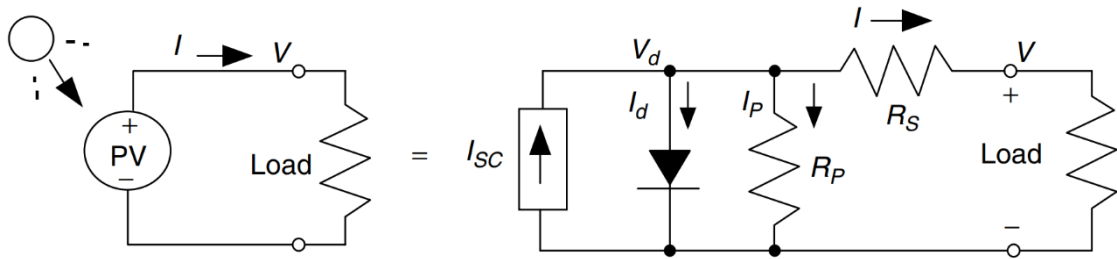 I
V
+
PV
−
Load
=
I_SC
V_d
I_d
I_P
R_P
I
R_S
V
+
Load
−